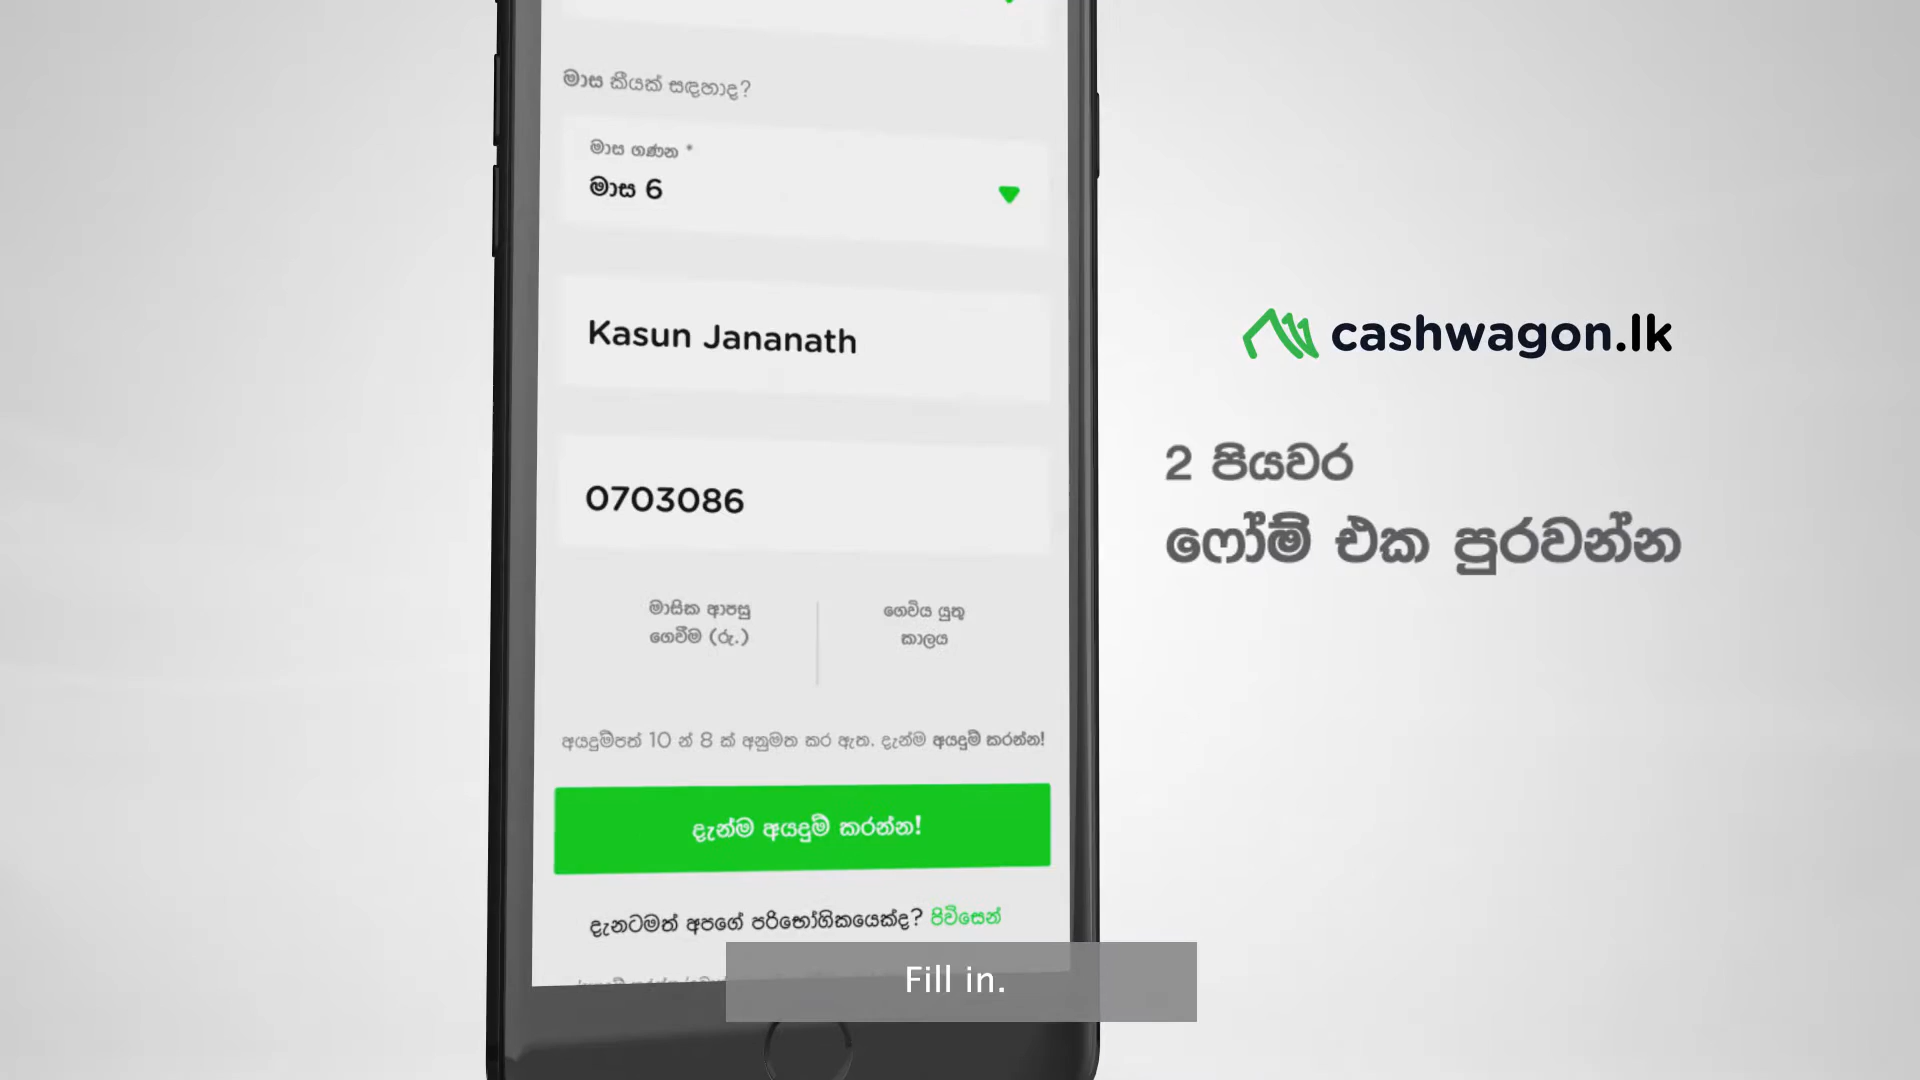 මාස කීයක් සඳහාද?
මාස ගණන *
මාස 6
Kasun Jananath
0703086
මාසික ආපසු
ගෙවීම (රු.)
ගෙවිය යුතු
කාලය
අයදුම්පත් 10 න් 8 ක් අනුමත කර ඇත. දැන්ම අයදුම් කරන්න!
දැන්ම අයදුම් කරන්න!
දැනටමත් අපගේ පරිභෝගිකයෙක්ද? පිවිසෙන්
cashwagon.lk
2 පියවර
ෆෝම් එක පුරවන්න
Fill in.